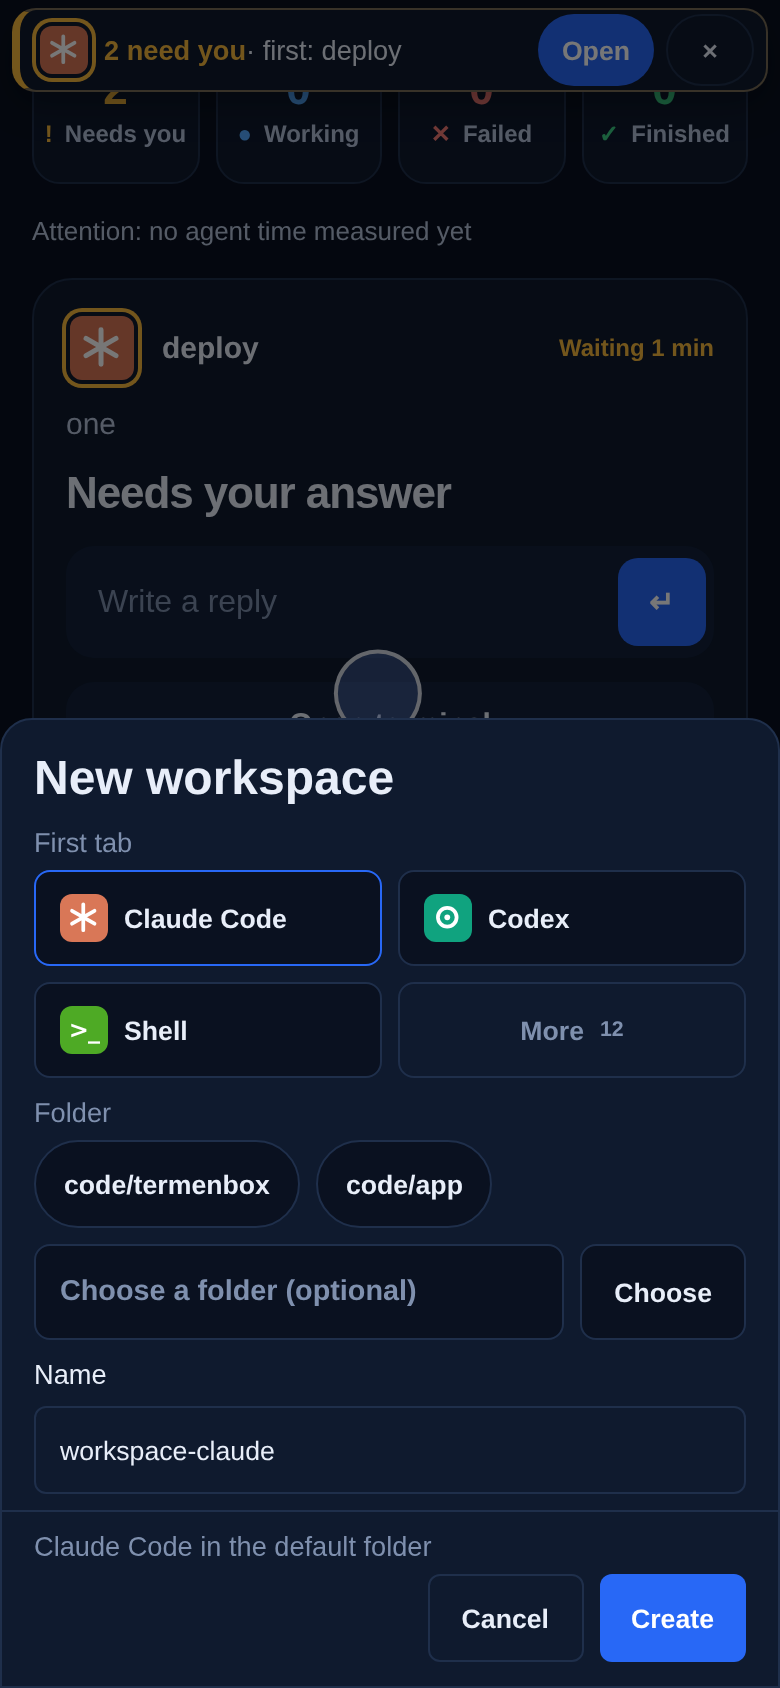 2 need you · first: deploy
Open
×
! Needs you
● Working
✕ Failed
✓ Finished
Attention: no agent time measured yet
deploy
Waiting 1 min
one
Needs your answer
Write a reply
↵
New workspace
First tab
Claude Code
Codex
>_ Shell
More 12
Folder
code/termenbox
code/app
Choose a folder (optional)
Choose
Name
workspace-claude
Claude Code in the default folder
Cancel
Create